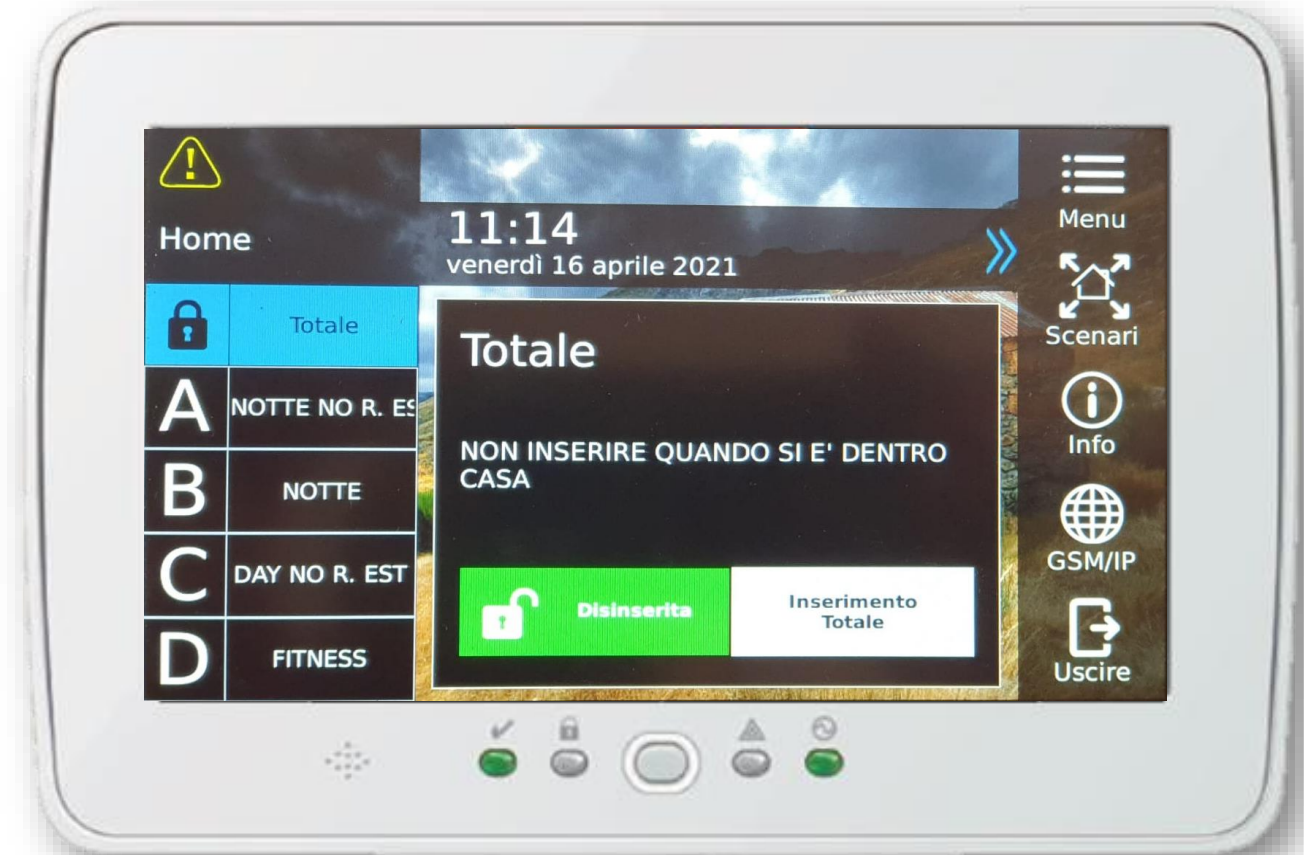 Home
11:14
venerdì 16 aprile 2021
Menu
Scenari
Info
GSM/IP
Uscire
Totale
A NOTTE NO R. ES
B NOTTE
C DAY NO R. EST
D FITNESS
Totale
NON INSERIRE QUANDO SI E' DENTRO
CASA
Disinserita
Inserimento
Totale